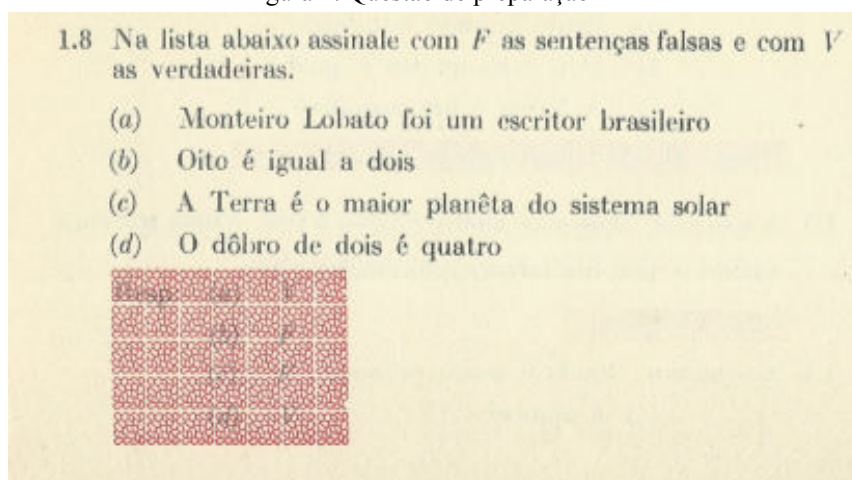 1.8 Na lista abaixo assinale com F as sentenças falsas e com V
as verdadeiras.
(a) Monteiro Lobato foi um escritor brasileiro
(b) Oito é igual a dois
(c) A Terra é o maior planêta do sistema solar
(d) O dôbro de dois é quatro
Resp. (a) V
(b) F
(c) F
(d) V